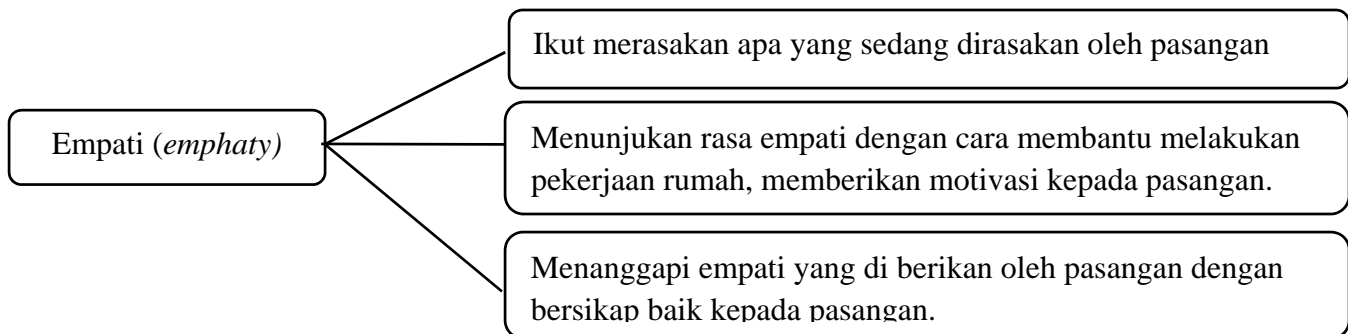 Ikut merasakan apa yang sedang dirasakan oleh pasangan
Empati (emphaty)
Menunjukan rasa empati dengan cara membantu melakukan
pekerjaan rumah, memberikan motivasi kepada pasangan.
Menanggapi empati yang di berikan oleh pasangan dengan
bersikap baik kepada pasangan.